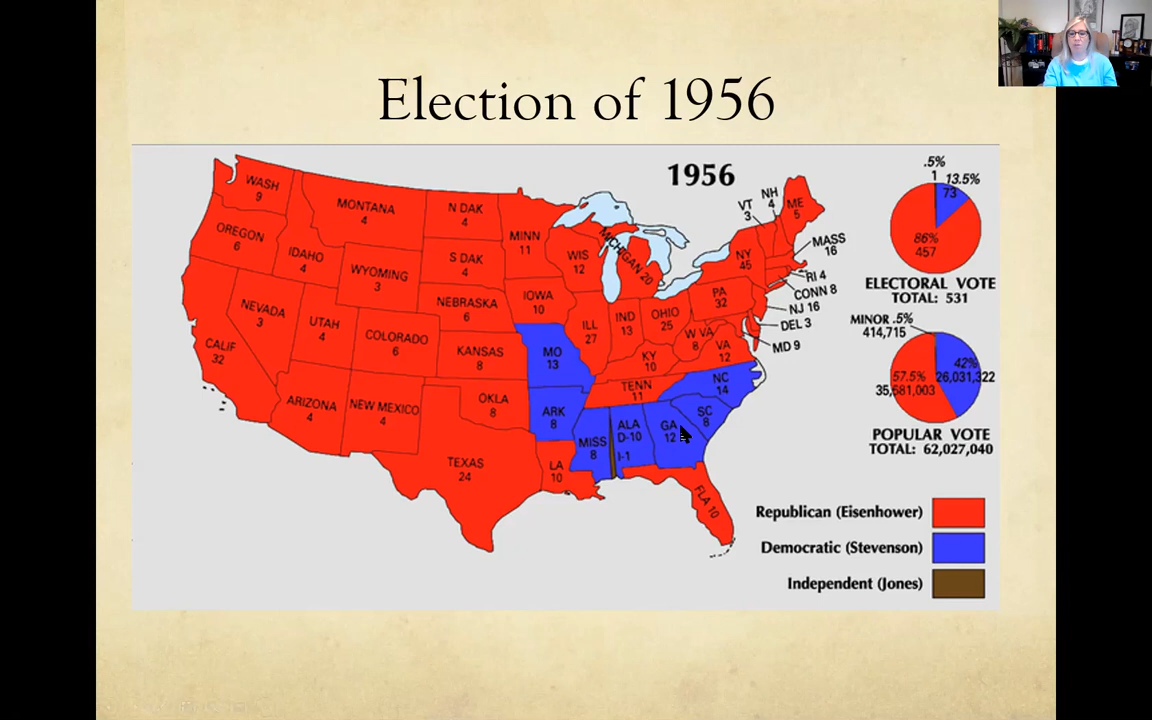 Election of 1956
1956
WASH
9
OREGON
6
CALIF
32
NEVADA
3
IDAHO
4
MONTANA
4
WYOMING
3
UTAH
4
COLORADO
6
ARIZONA
4
NEW MEXICO
4
N DAK
4
S DAK
4
NEBRASKA
6
KANSAS
8
OKLA
8
TEXAS
24
MINN
11
IOWA
10
MO
13
ARK
8
LA
10
WIS
12
ILL
27
MICHIGAN 20
IND
13
OHIO
25
KY
10
TENN
11
MISS
8
ALA
D-10
I-1
GA
12
FLA 10
SC
8
NC
14
VA
12
W VA
8
PA
32
NY
45
VT
3
NH
4
ME
5
MASS
16
RI 4
CONN 8
NJ 16
DEL 3
MD 9
.5%
1
13.5%
73
86%
457
ELECTORAL VOTE
TOTAL: 531
MINOR .5%
414,715
42%
26,031,322
57.5%
35,581,003
POPULAR VOTE
TOTAL: 62,027,040
Republican (Eisenhower)
Democratic (Stevenson)
Independent (Jones)